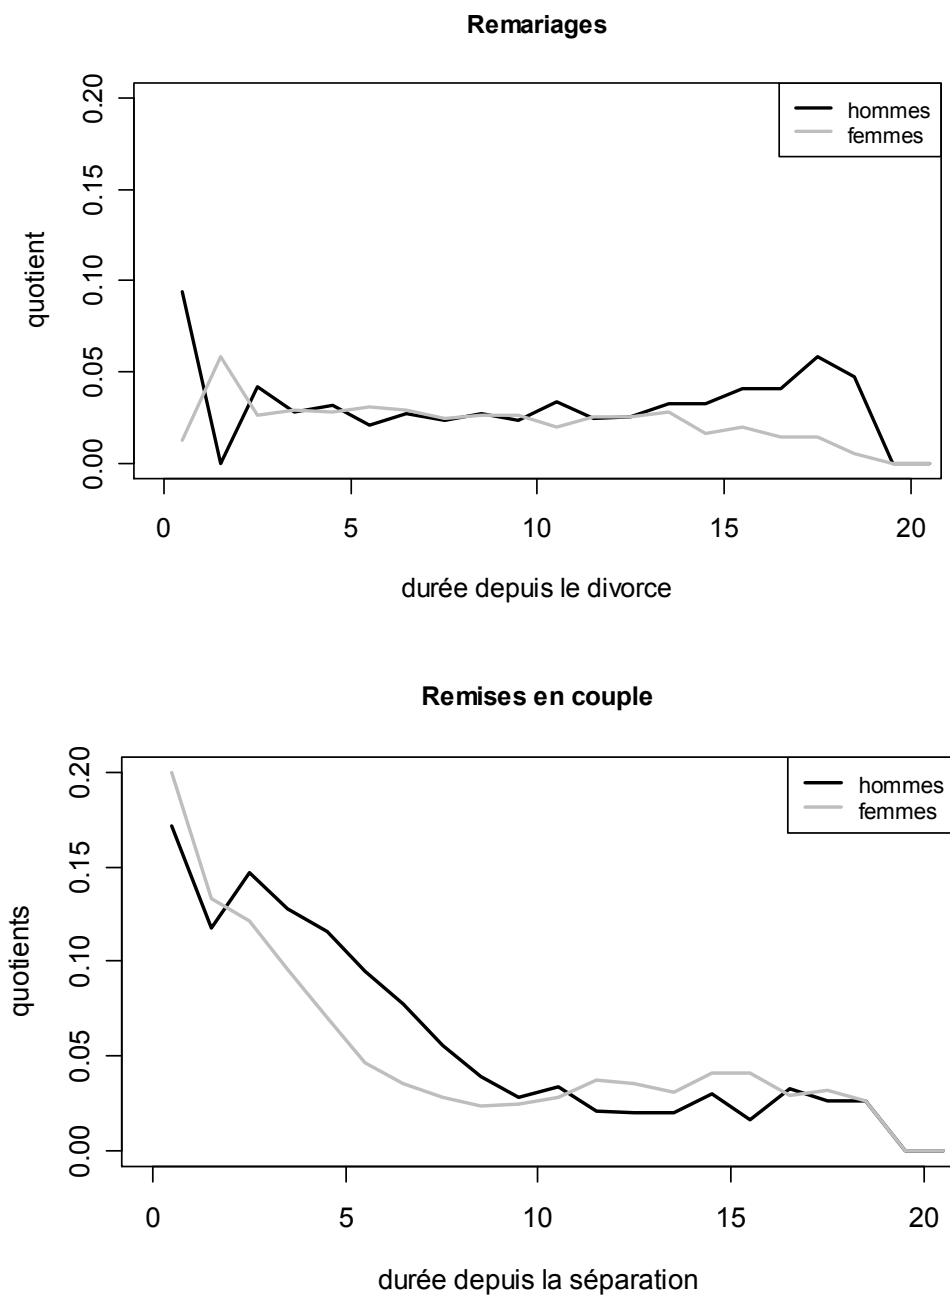 Remariages
hommes
femmes
quotient
0.20
0.15
0.10
0.05
0.00
0
5
10
15
20
durée depuis le divorce
Remises en couple
hommes
femmes
quotients
0.20
0.15
0.10
0.05
0.00
0
5
10
15
20
durée depuis la séparation